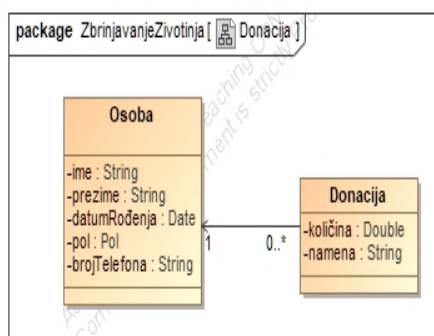 package ZbrinjavanjeZivotinja [ Donacija ]
Osoba
-ime : String
-prezime : String
-datumRođenja : Date
-pol : Pol
-brojTelefona : String
1
0..*
Donacija
-količina : Double
-namena : String